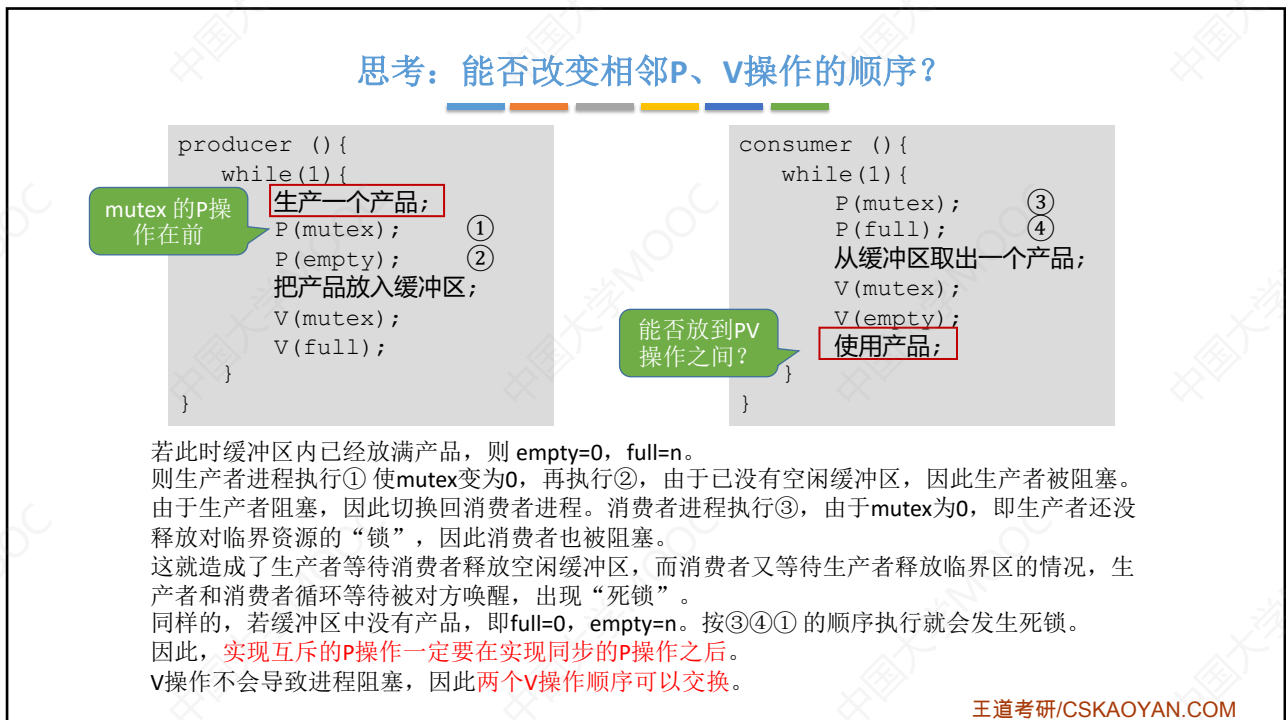 思考：能否改变相邻P、V操作的顺序？
producer (){
while(1){
生产一个产品;
P(mutex); ①
P(empty); ②
把产品放入缓冲区;
V(mutex);
V(full);
}
}
mutex 的P操
作在前
consumer (){
while(1){
P(mutex); ③
P(full); ④
从缓冲区取出一个产品;
V(mutex);
V(empty);
使用产品;
}
}
能否放到PV
操作之间？
若此时缓冲区内已经放满产品，则 empty=0，full=n。
则生产者进程执行① 使mutex变为0，再执行②，由于已没有空闲缓冲区，因此生产者被阻塞。
由于生产者阻塞，因此切换回消费者进程。消费者进程执行③，由于mutex为0，即生产者还没
释放对临界资源的“锁”，因此消费者也被阻塞。
这就造成了生产者等待消费者释放空闲缓冲区，而消费者又等待生产者释放临界区的情况，生
产者和消费者循环等待被对方唤醒，出现“死锁”。
同样的，若缓冲区中没有产品，即full=0，empty=n。按③④① 的顺序执行就会发生死锁。
因此，实现互斥的P操作一定要在实现同步的P操作之后。
V操作不会导致进程阻塞，因此两个V操作顺序可以交换。
王道考研/CSKAOYAN.COM
中国大学MOOC